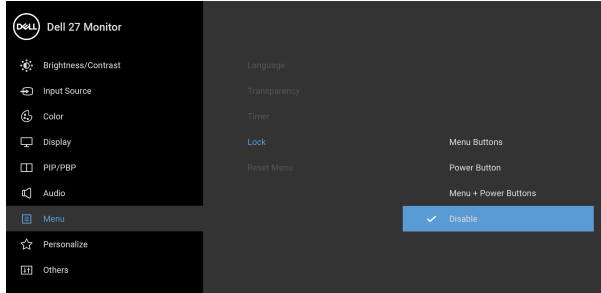 DELL Dell 27 Monitor
Brightness/Contrast
Input Source
Color
Display
PIP/PBP
Audio
Menu
Personalize
Others
Language
Transparency
Timer
Lock
Reset Menu
Menu Buttons
Power Button
Menu + Power Buttons
Disable